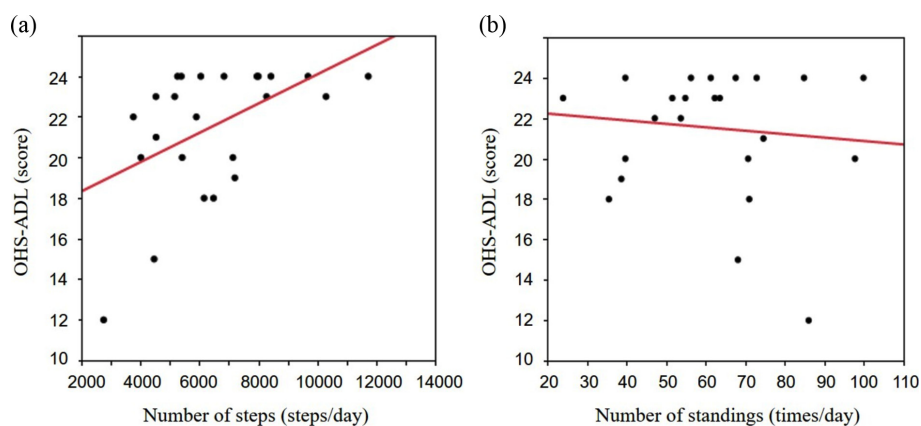 (a)
OHS-ADL (score)
24
22
20
18
16
14
12
10
2000 4000 6000 8000 10000 12000 14000
Number of steps (steps/day)
(b)
OHS-ADL (score)
24
22
20
18
16
14
12
10
20 30 40 50 60 70 80 90 100 110
Number of standings (times/day)